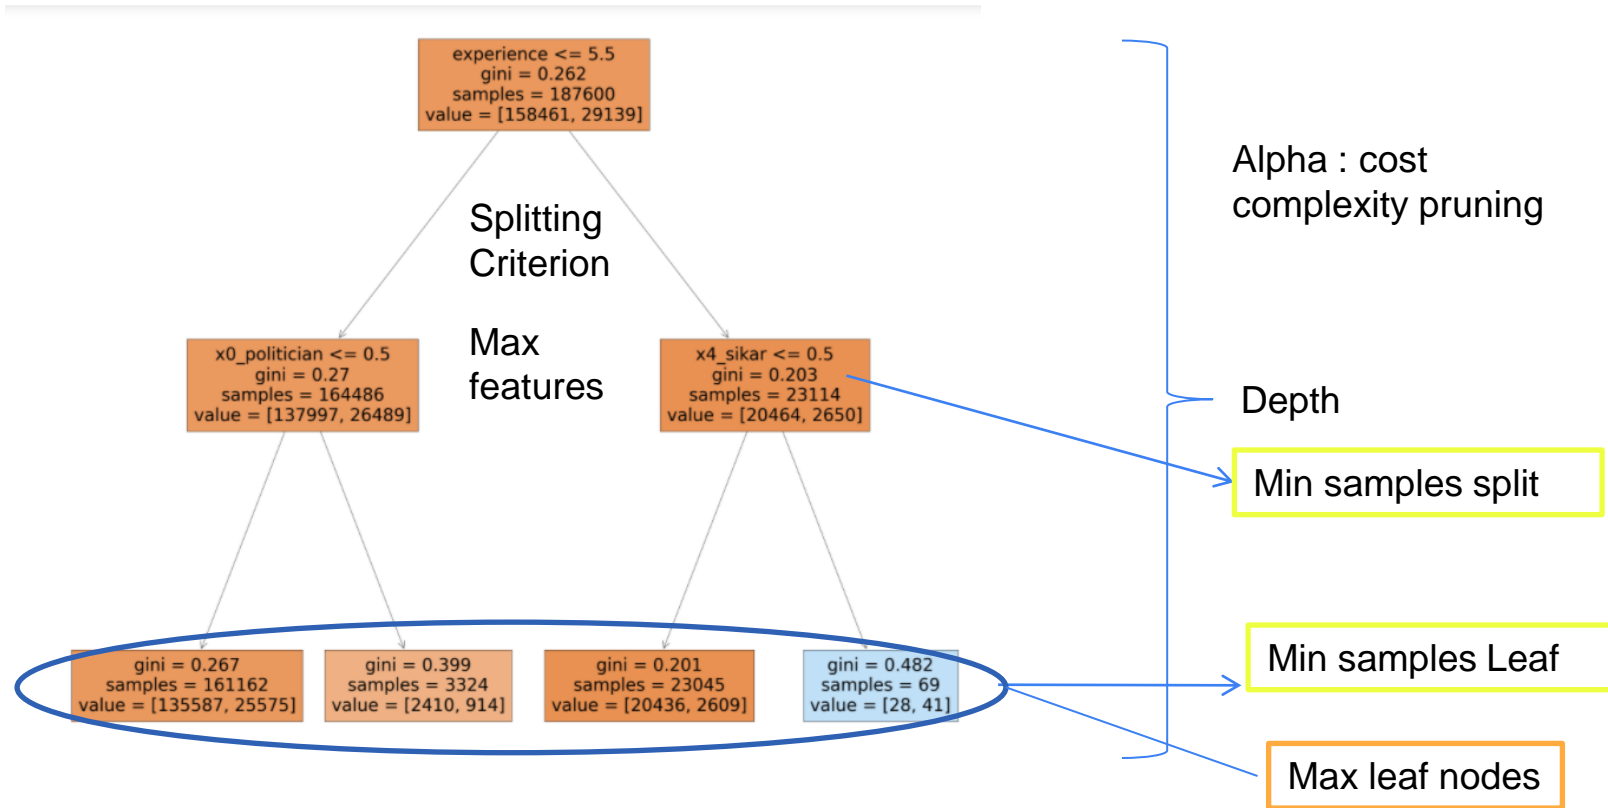 experience <= 5.5
gini = 0.262
samples = 187600
value = [158461, 29139]
Alpha : cost
complexity pruning
Splitting
Criterion
Max
features
x0_politician <= 0.5
gini = 0.27
samples = 164486
value = [137997, 26489]
x4_sikar <= 0.5
gini = 0.203
samples = 23114
value = [20464, 2650]
Depth
Min samples split
gini = 0.267
samples = 161162
value = [135587, 25575]
gini = 0.399
samples = 3324
value = [2410, 914]
gini = 0.201
samples = 23045
value = [20436, 2609]
gini = 0.482
samples = 69
value = [28, 41]
Min samples Leaf
Max leaf nodes